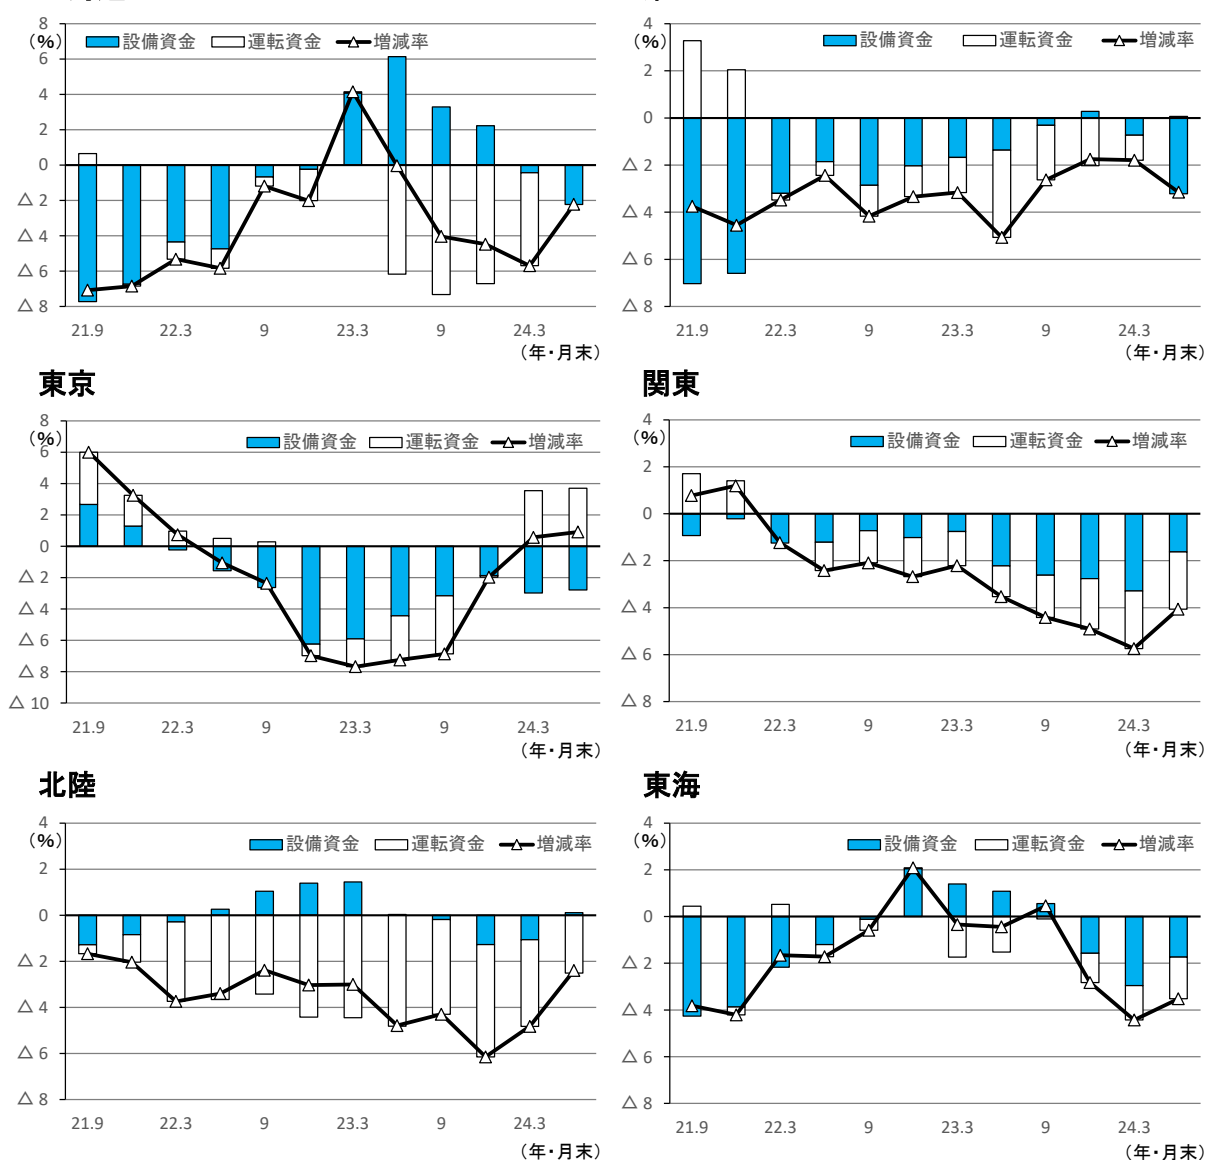 8
(%)
設備資金 運転資金 増減率
6
4
2
0
△ 2
△ 4
△ 6
△ 8
21.9 22.3 9 23.3 9 24.3
(年・月末)
4
(%)
設備資金 運転資金 増減率
2
0
△ 2
△ 4
△ 6
△ 8
21.9 22.3 9 23.3 9 24.3
(年・月末)
東京
8
(%)
設備資金 運転資金 増減率
6
4
2
0
△ 2
△ 4
△ 6
△ 8
△ 10
21.9 22.3 9 23.3 9 24.3
(年・月末)
関東
4
(%)
設備資金 運転資金 増減率
2
0
△ 2
△ 4
△ 6
△ 8
21.9 22.3 9 23.3 9 24.3
(年・月末)
北陸
4
(%)
設備資金 運転資金 増減率
2
0
△ 2
△ 4
△ 6
△ 8
21.9 22.3 9 23.3 9 24.3
(年・月末)
東海
4
(%)
設備資金 運転資金 増減率
2
0
△ 2
△ 4
△ 6
△ 8
21.9 22.3 9 23.3 9 24.3
(年・月末)